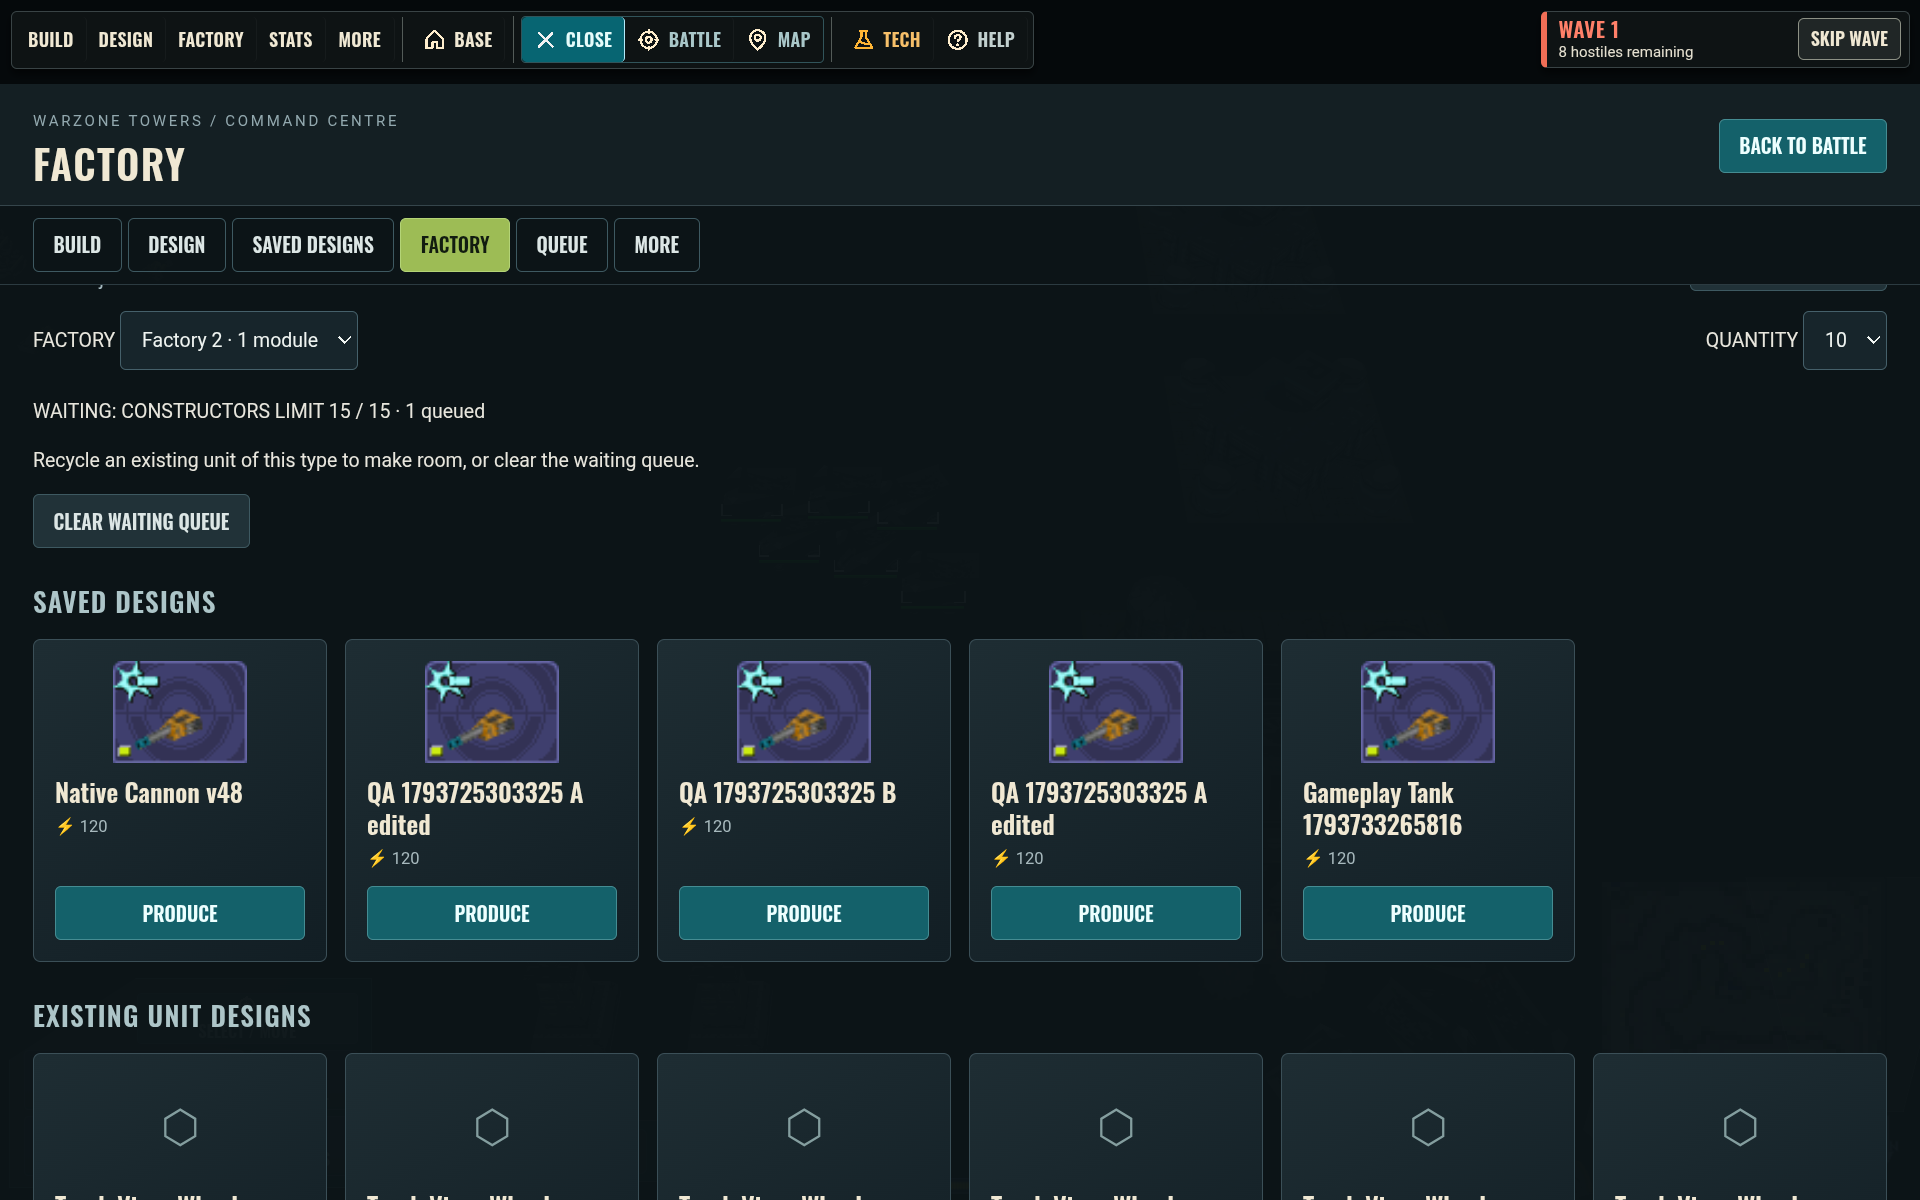 BUILD DESIGN FACTORY STATS MORE BASE CLOSE BATTLE MAP TECH HELP
WAVE 1
8 hostiles remaining
SKIP WAVE
WARZONE TOWERS / COMMAND CENTRE
FACTORY
BACK TO BATTLE
BUILD DESIGN SAVED DESIGNS FACTORY QUEUE MORE
FACTORY Factory 2 · 1 module QUANTITY 10
WAITING: CONSTRUCTORS LIMIT 15 / 15 · 1 queued
Recycle an existing unit of this type to make room, or clear the waiting queue.
CLEAR WAITING QUEUE
SAVED DESIGNS
Native Cannon v48
⚡ 120
PRODUCE
QA 1793725303325 A
edited
⚡ 120
PRODUCE
QA 1793725303325 B
⚡ 120
PRODUCE
QA 1793725303325 A
edited
⚡ 120
PRODUCE
Gameplay Tank
1793733265816
⚡ 120
PRODUCE
EXISTING UNIT DESIGNS